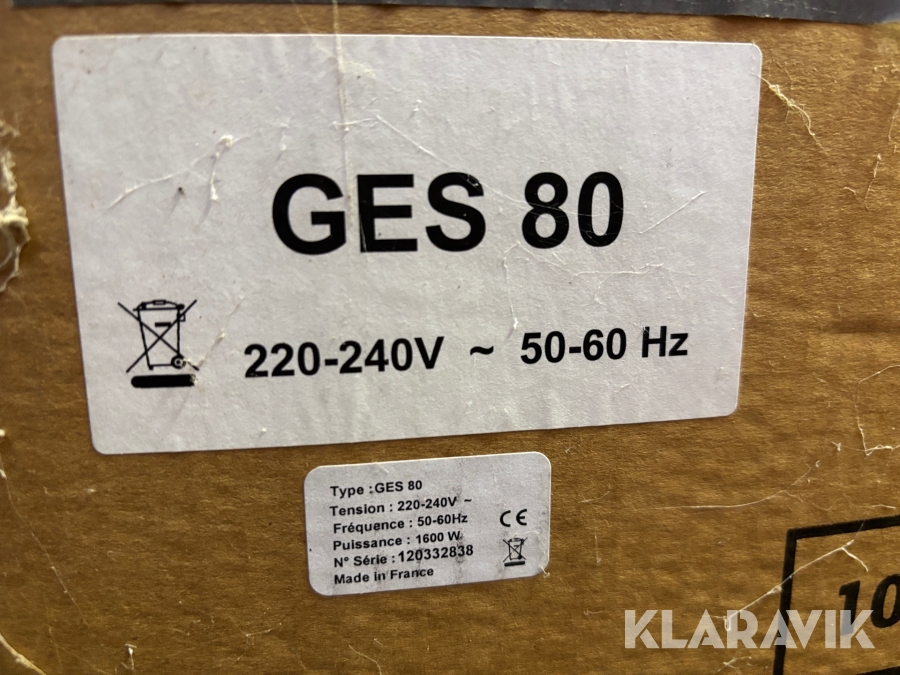 GES 80
220-240V ~ 50-60 Hz
Type :GES 80
Tension : 220-240V ~
Fréquence : 50-60Hz
Puissance : 1600 W
N° Série : 120332838
Made in France
CE
10
KLARAVIK